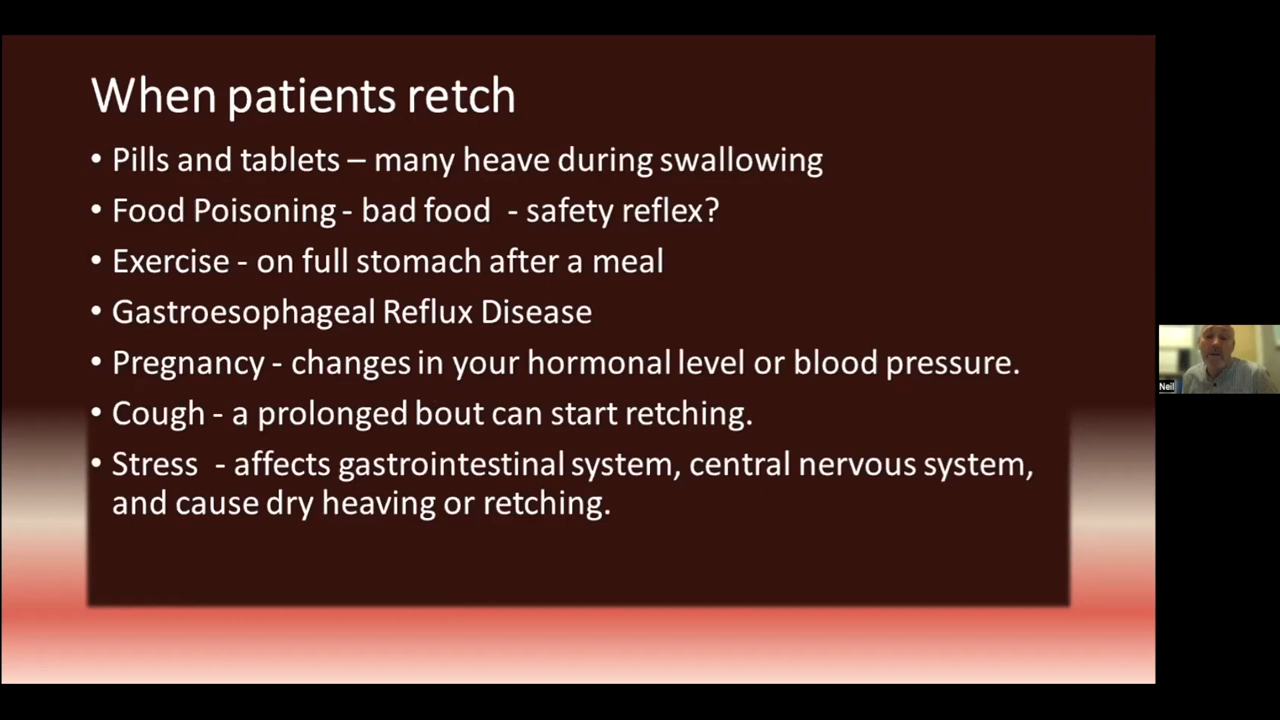 When patients retch
• Pills and tablets – many heave during swallowing
• Food Poisoning - bad food  - safety reflex?
• Exercise - on full stomach after a meal
• Gastroesophageal Reflux Disease
• Pregnancy - changes in your hormonal level or blood pressure.
• Cough - a prolonged bout can start retching.
• Stress  - affects gastrointestinal system, central nervous system,
and cause dry heaving or retching.
Neil